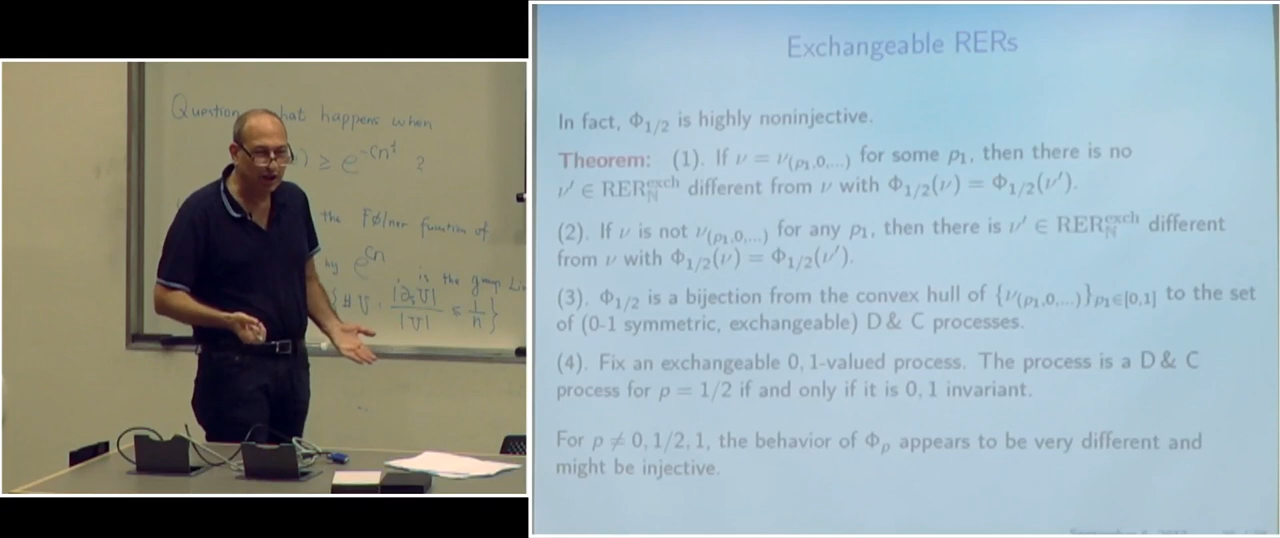 Question
hat happens when
≥ e^{-cn^{1/3}} ?
the Følner function of
by e^{cn}
is the group Li
{ #U : |∂_s U| / |U| ≤ 1/n }
Exchangeable RERs
In fact, Φ_{1/2} is highly noninjective.
Theorem: (1). If ν = ν_{(p_1,0,...)} for some p_1, then there is no
ν' ∈ RER_ℕ^{exch} different from ν with Φ_{1/2}(ν) = Φ_{1/2}(ν').
(2). If ν is not ν_{(p_1,0,...)} for any p_1, then there is ν' ∈ RER_ℕ^{exch} different
from ν with Φ_{1/2}(ν) = Φ_{1/2}(ν').
(3). Φ_{1/2} is a bijection from the convex hull of {ν_{(p_1,0,...)}}_{p_1∈[0,1]} to the set
of (0-1 symmetric, exchangeable) D & C processes.
(4). Fix an exchangeable 0, 1-valued process. The process is a D & C
process for p = 1/2 if and only if it is 0, 1 invariant.
For p ≠ 0, 1/2, 1, the behavior of Φ_p appears to be very different and
might be injective.